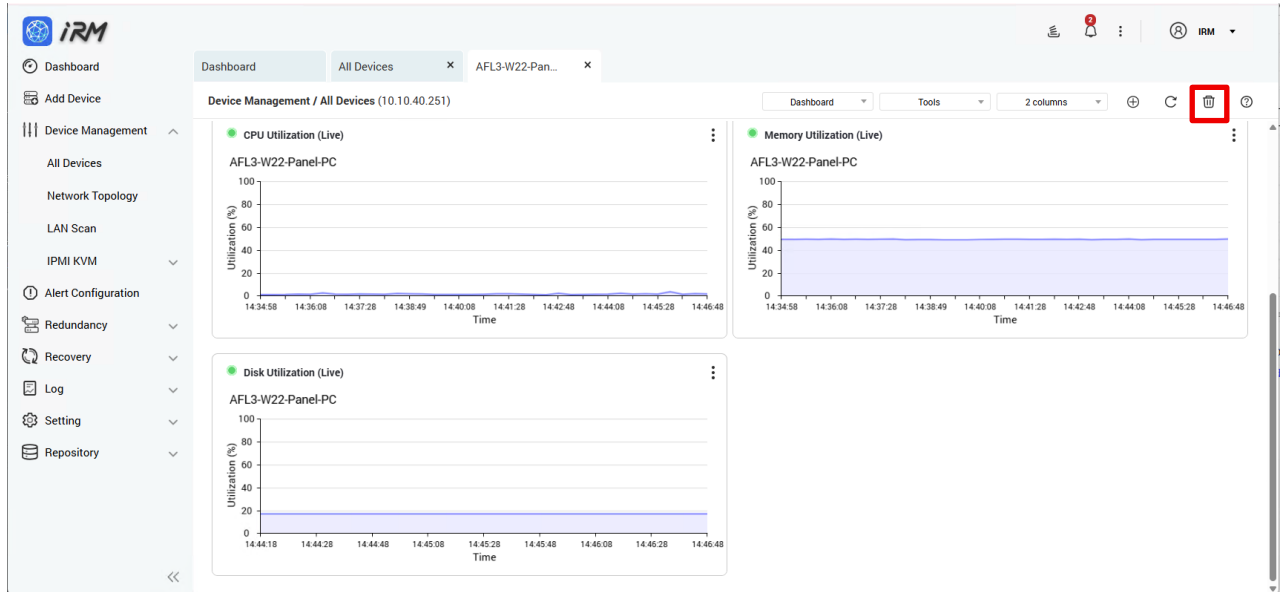 iRM
2
IRM
Dashboard
Add Device
Device Management
All Devices
Network Topology
LAN Scan
IPMI KVM
Alert Configuration
Redundancy
Recovery
Log
Setting
Repository
Dashboard
All Devices ×
AFL3-W22-Pan... ×
Device Management / All Devices (10.10.40.251)
Dashboard
Tools
2 columns
CPU Utilization (Live)
AFL3-W22-Panel-PC
Utilization (%)
100
80
60
40
20
0
14:34:58 14:36:08 14:37:28 14:38:49 14:40:08 14:41:28 14:42:48 14:44:08 14:45:28 14:46:48
Time
Memory Utilization (Live)
AFL3-W22-Panel-PC
Utilization (%)
100
80
60
40
20
0
14:34:58 14:36:08 14:37:28 14:38:49 14:40:08 14:41:28 14:42:48 14:44:08 14:45:28 14:46:48
Time
Disk Utilization (Live)
AFL3-W22-Panel-PC
Utilization (%)
100
80
60
40
20
0
14:44:18 14:44:28 14:44:48 14:45:08 14:45:28 14:45:48 14:46:08 14:46:28 14:46:48
Time